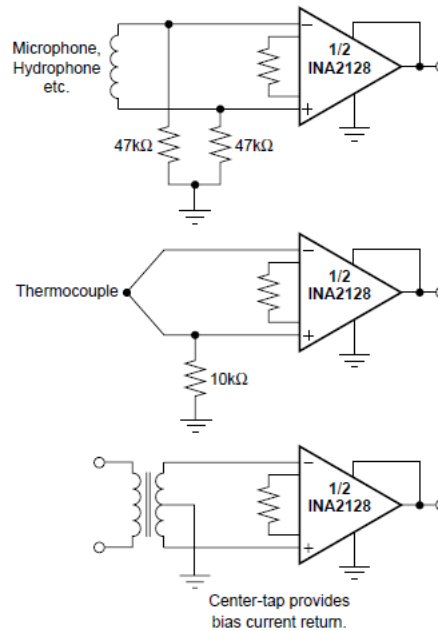 Microphone,
Hydrophone
etc.
−
1/2
INA2128
+
47kΩ
47kΩ
−
1/2
INA2128
Thermocouple
+
10kΩ
−
1/2
INA2128
+
Center-tap provides
bias current return.